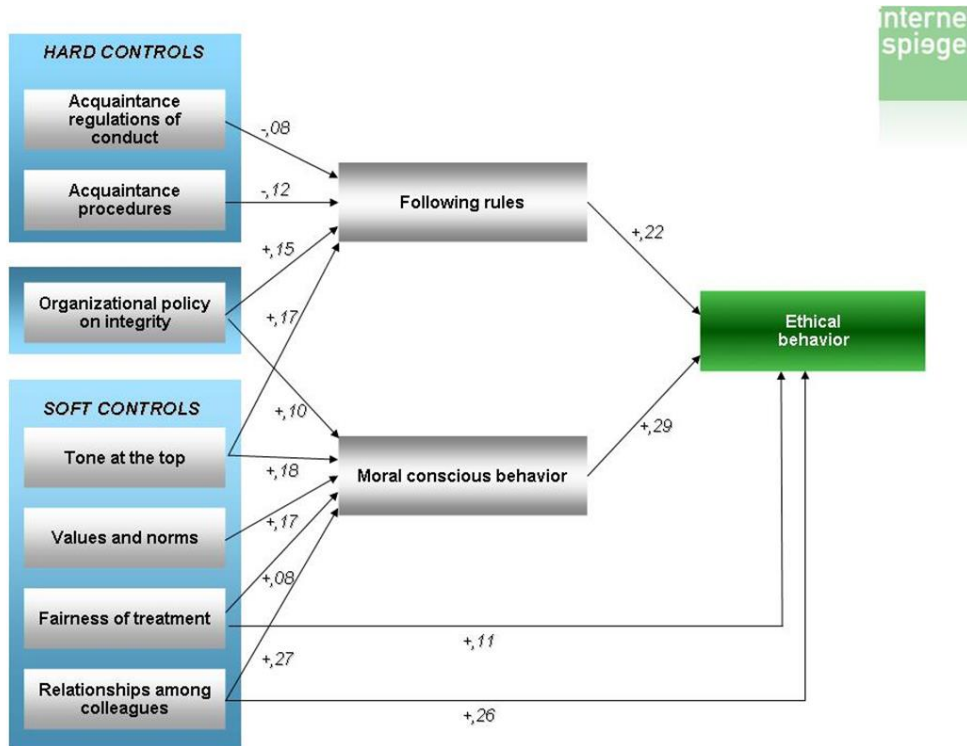 interne
spiegel
HARD CONTROLS
Acquaintance
regulations of
conduct
-,08
Acquaintance
procedures
-,12
Following rules
+,15
+,22
Organizational policy
on integrity
+,17
Ethical
behavior
+,10
SOFT CONTROLS
+,29
Tone at the top
+,18
Moral conscious behavior
Values and norms
+,17
+,08
Fairness of treatment
+,11
+,27
Relationships among
colleagues
+,26